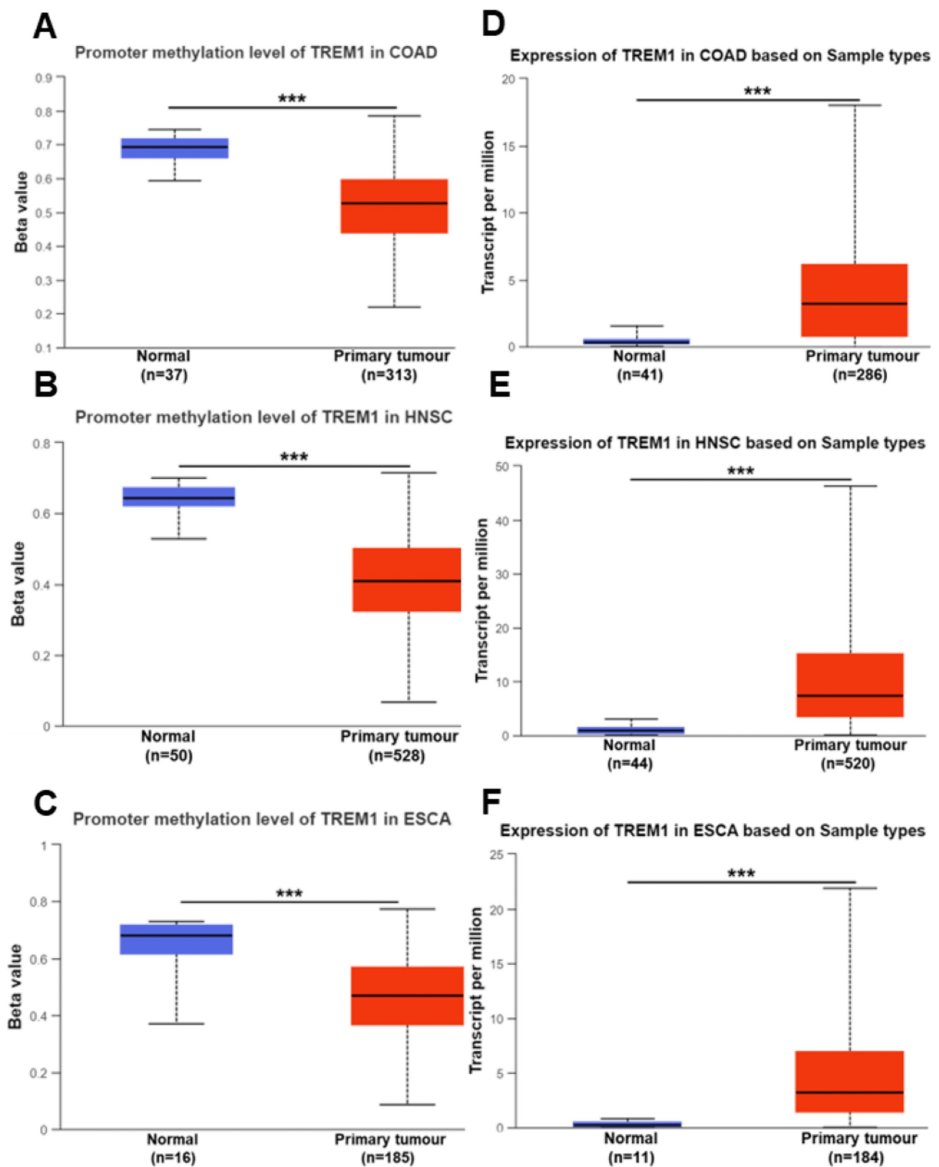 A
Promoter methylation level of TREM1 in COAD
***
0.9
0.8
0.7
0.6
0.5
0.4
0.3
0.2
0.1
Beta value
Normal
(n=37)
Primary tumour
(n=313)
D
Expression of TREM1 in COAD based on Sample types
***
20
15
10
5
0
Transcript per million
Normal
(n=41)
Primary tumour
(n=286)
B
Promoter methylation level of TREM1 in HNSC
***
0.8
0.6
0.4
0.2
0
Beta value
Normal
(n=50)
Primary tumour
(n=528)
E
Expression of TREM1 in HNSC based on Sample types
***
50
40
30
20
10
0
Transcript per million
Normal
(n=44)
Primary tumour
(n=520)
C
Promoter methylation level of TREM1 in ESCA
***
1
0.8
0.6
0.4
0.2
0
Beta value
Normal
(n=16)
Primary tumour
(n=185)
F
Expression of TREM1 in ESCA based on Sample types
***
25
20
15
10
5
0
Transcript per million
Normal
(n=11)
Primary tumour
(n=184)